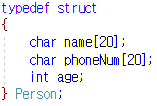 typedef struct
{
    char name[20];
    char phoneNum[20];
    int age;
} Person;